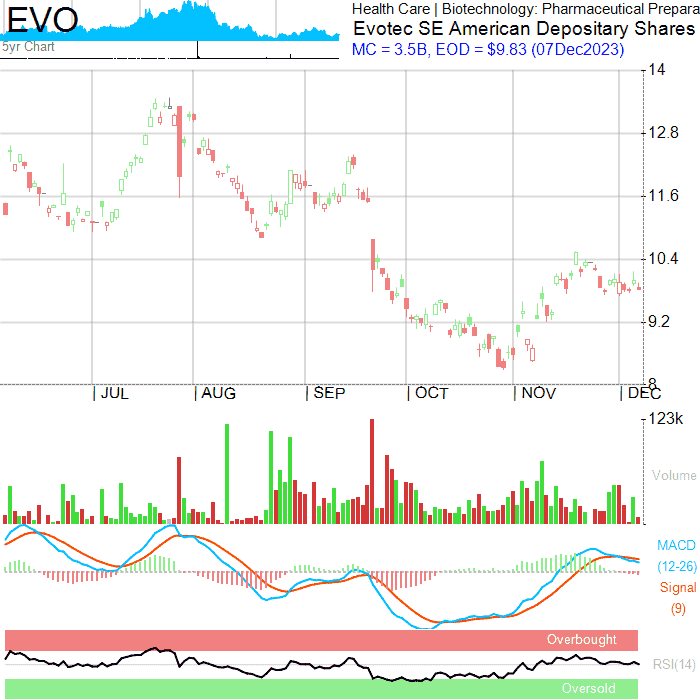 EVO
5yr Chart
Health Care | Biotechnology: Pharmaceutical Prepara
Evotec SE American Depositary Shares
MC = 3.5B, EOD = $9.83 (07Dec2023)
14
12.8
11.6
10.4
9.2
8
| JUL | AUG | SEP | OCT | NOV | DEC
123k
Volume
MACD
(12-26)
Signal
(9)
Overbought
RSI(14)
Oversold